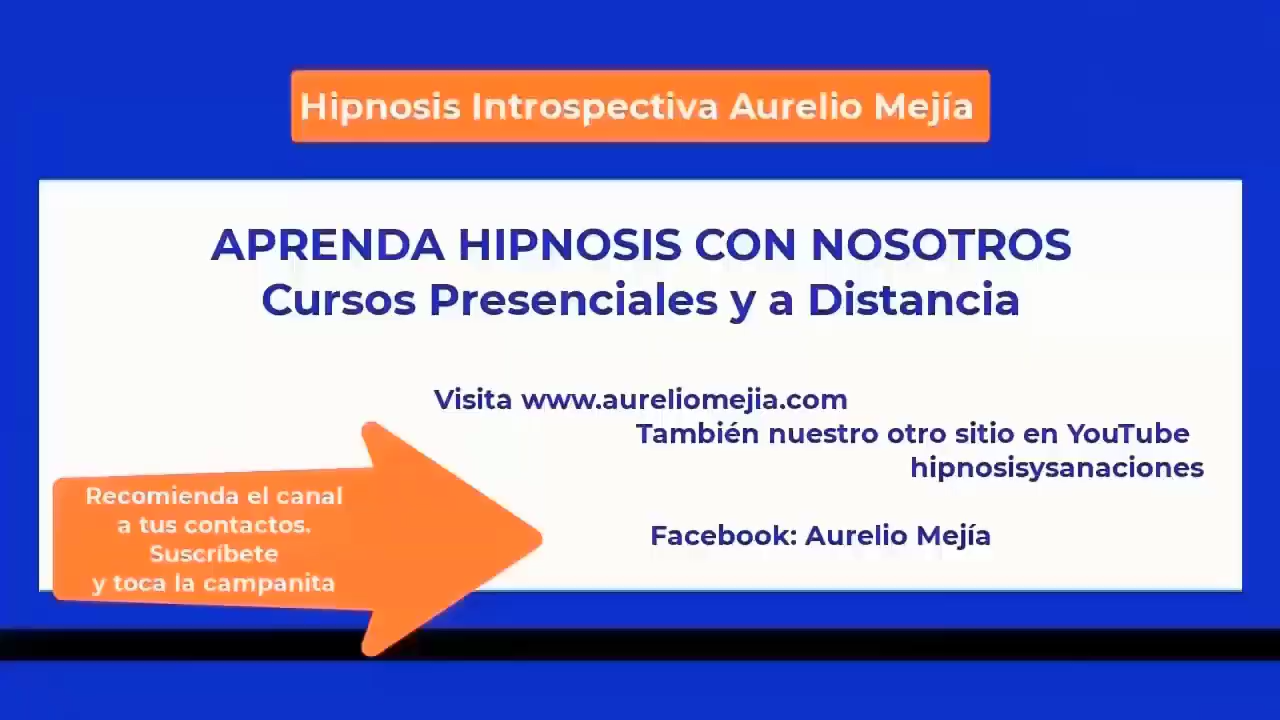 Hipnosis Introspectiva Aurelio Mejía
APRENDA HIPNOSIS CON NOSOTROS
Cursos Presenciales y a Distancia
Visita www.aureliomejia.com
También nuestro otro sitio en YouTube
hipnosisysanaciones
Facebook: Aurelio Mejía
Recomienda el canal
a tus contactos.
Suscríbete
y toca la campanita